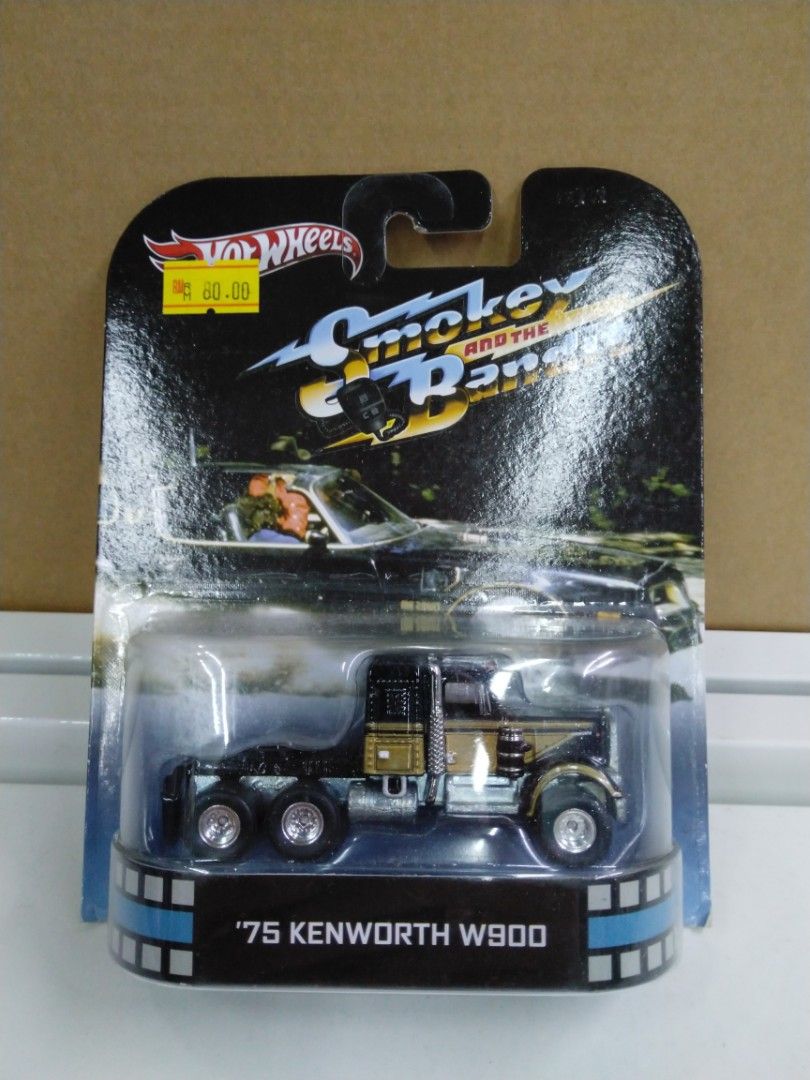 HOT WHEELS
RM 80.00
Smokey
AND THE
Bandit
'75 KENWORTH W900